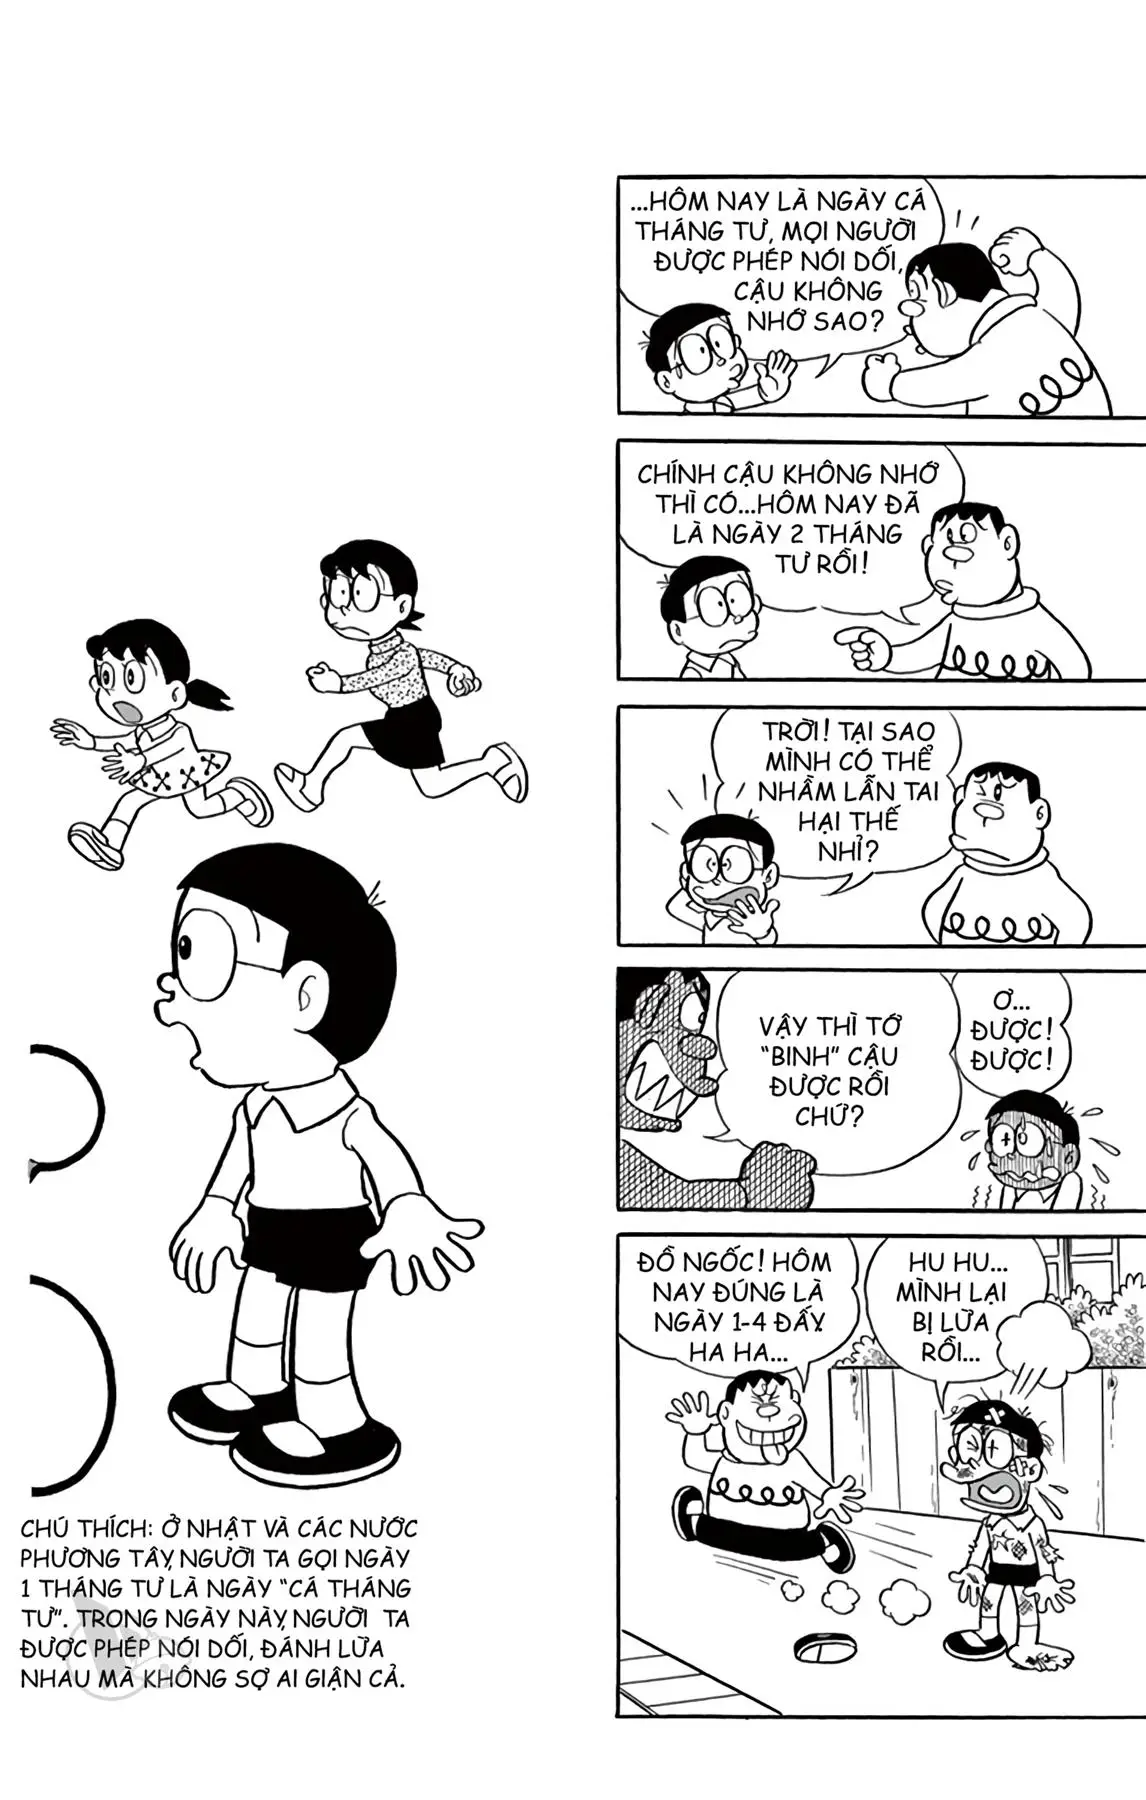 ...HÔM NAY LÀ NGÀY CÁ
THÁNG TƯ, MỌI NGƯỜI
ĐƯỢC PHÉP NÓI DỐI,
CẬU KHÔNG
NHỚ SAO?
CHÍNH CẬU KHÔNG NHỚ
THÌ CÓ...HÔM NAY ĐÃ
LÀ NGÀY 2 THÁNG
TƯ RỒI!
TRỜI! TẠI SAO
MÌNH CÓ THỂ
NHẦM LẪN TAI
HẠI THẾ
NHỈ?
VẬY THÌ TỚ
"BINH" CẬU
ĐƯỢC RỒI
CHỨ?
Ơ...
ĐƯỢC!
ĐƯỢC!
ĐỒ NGỐC! HÔM
NAY ĐÚNG LÀ
NGÀY 1-4 ĐẤY.
HA HA...
HU HU...
MÌNH LẠI
BỊ LỪA
RỒI...
CHÚ THÍCH: Ở NHẬT VÀ CÁC NƯỚC
PHƯƠNG TÂY, NGƯỜI TA GỌI NGÀY
1 THÁNG TƯ LÀ NGÀY "CÁ THÁNG
TƯ". TRONG NGÀY NÀY, NGƯỜI TA
ĐƯỢC PHÉP NÓI DỐI, ĐÁNH LỪA
NHAU MÀ KHÔNG SỢ AI GIẬN CẢ.